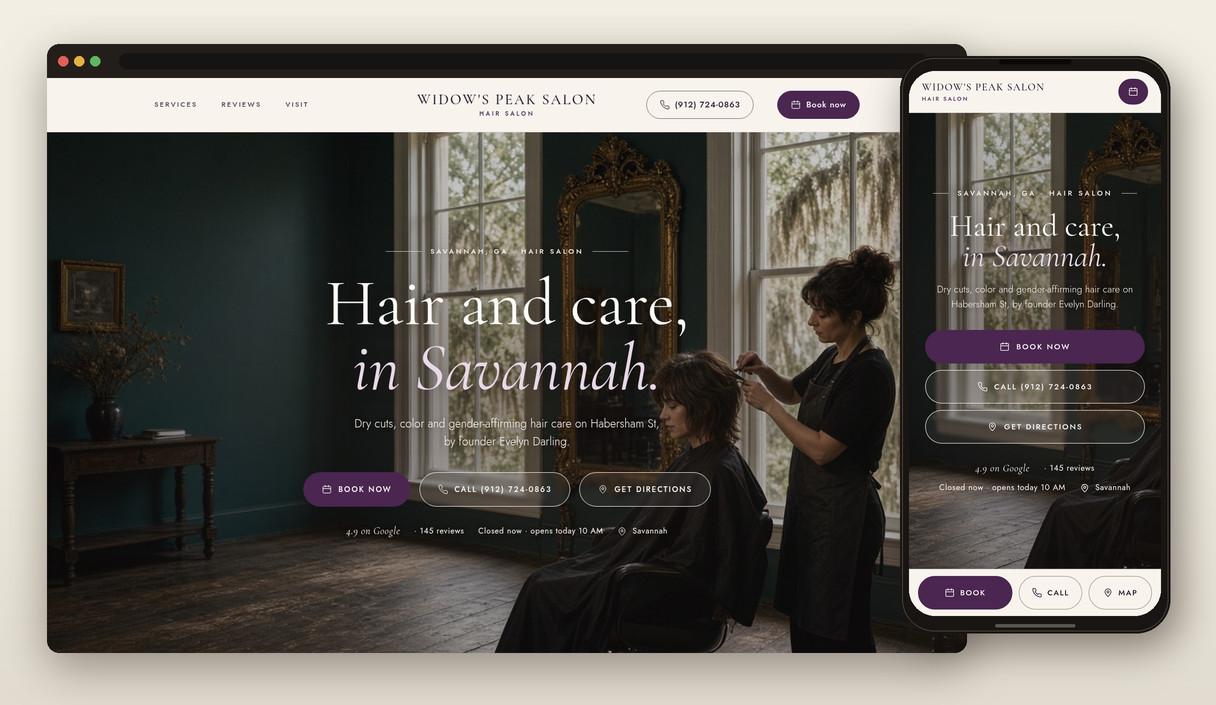 SERVICES
REVIEWS
VISIT
WIDOW'S PEAK SALON
HAIR SALON
(912) 724-0863
Book now
SAVANNAH, GA · HAIR SALON
Hair and care,
in Savannah.
Dry cuts, color and gender-affirming hair care on Habersham St,
by founder Evelyn Darling.
BOOK NOW
CALL (912) 724-0863
GET DIRECTIONS
4.9 on Google · 145 reviews Closed now · opens today 10 AM Savannah
WIDOW'S PEAK SALON
HAIR SALON
SAVANNAH, GA · HAIR SALON
Hair and care,
in Savannah.
Dry cuts, color and gender-affirming hair care on
Habersham St, by founder Evelyn Darling.
BOOK NOW
CALL (912) 724-0863
GET DIRECTIONS
4.9 on Google · 145 reviews
Closed now · opens today 10 AM Savannah
BOOK
CALL
MAP